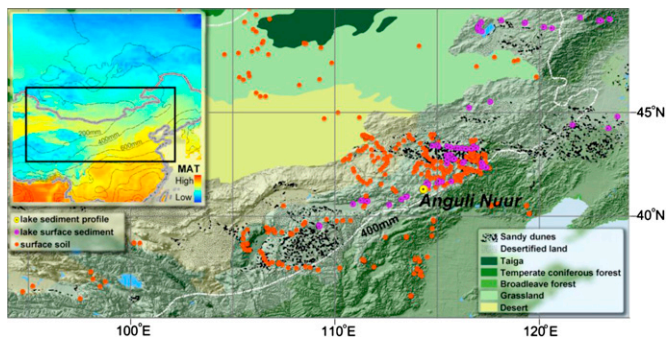 200mm
400mm
600mm
MAT
High
Low
lake sediment profile
lake surface sediment
surface soil
45°N
40°N
Anguli Nuur
400mm
Sandy dunes
Desertified land
Taiga
Temperate coniferous forest
Broadleave forest
Grassland
Desert
100°E
110°E
120°E